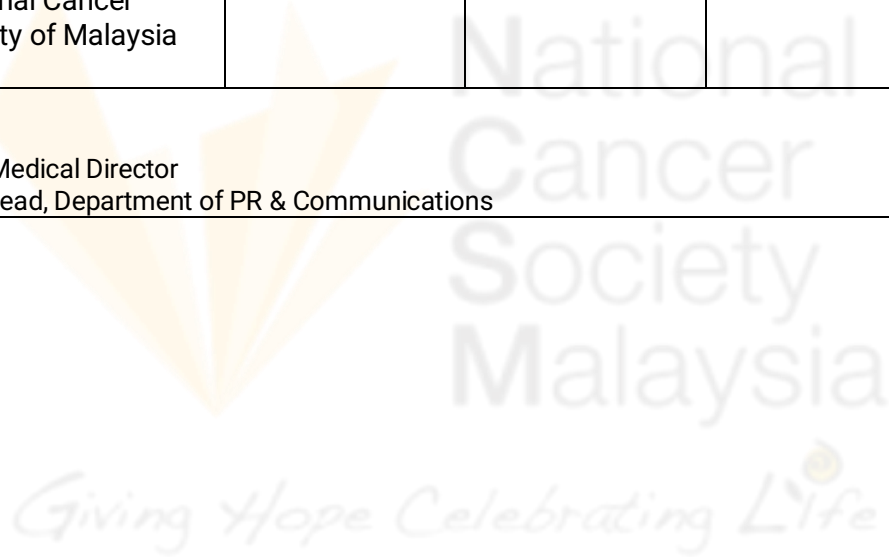 nal Cancer
ty of Malaysia
Medical Director
ead, Department of PR & Communications
National
Cancer
Society
Malaysia
Giving Hope Celebrating Life